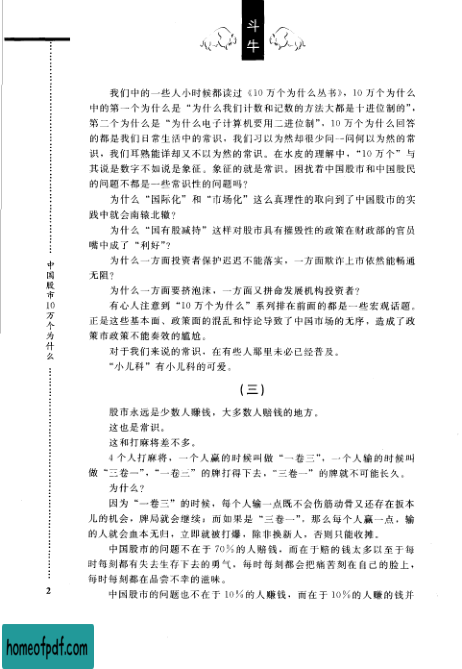 斗牛
我们中的一些人小时候都读过《10万个为什么丛书》，10万个为什么
中的第一个为什么是“为什么我们计数和记数的方法大都是十进位制的”，
第二个为什么是“为什么电子计算机要用二进位制”，10万个为什么回答
的都是我们日常生活中的常识，我们习以为然却很少问一问何以为然的常
识，我们耳熟能详却又不以为然的常识。在水皮的理解中，“10万个”与
其说是数字不如说是象征。象征的就是常识。困扰着中国股市和中国股民
的问题不都是一些常识性的问题吗？
为什么“国际化”和“市场化”这么真理性的取向到了中国股市的实
践中就会南辕北辙？
为什么“国有股减持”这样对股市具有摧毁性的政策在财政部的官员
嘴中成了“利好”？
为什么一方面投资者保护迟迟不能落实，一方面欺诈上市依然能畅通
无阻？
为什么一方面要挤泡沫，一方面又拼命发展机构投资者？
有心人注意到“10万个为什么”系列排在前面的都是一些宏观话题。
正是这些基本面、政策面的混乱和悖论导致了中国市场的无序，造成了政
策市政策不能奏效的尴尬。
对于我们来说的常识，在有些人那里未必已经普及。
“小儿科”有小儿科的可爱。
（三）
股市永远是少数人赚钱，大多数人赔钱的地方。
这也是常识。
这和打麻将差不多。
4个人打麻将，一个人赢的时候叫做“一卷三”，一个人输的时候叫
做“三卷一”，“一卷三”的牌打得下去，“三卷一”的牌就不可能长久。
为什么？
因为“一卷三”的时候，每个人输一点既不会伤筋动骨又还存在扳本
儿的机会，牌局就会继续；而如果是“三卷一”，那么每个人赢一点，输
的人就会血本无归，立即就被打爆，除非换新人，否则只能收摊。
中国股市的问题不在于70%的人赔钱，而在于赔的钱太多以至于每
时每刻都有失去生存下去的勇气，每时每刻都会把痛苦刻在自己的脸上，
每时每刻都在品尝不幸的滋味。
中国股市的问题也不在于10%的人赚钱，而在于10%的人赚的钱并
中国股市10万个为什么
2
homeofpdf.com